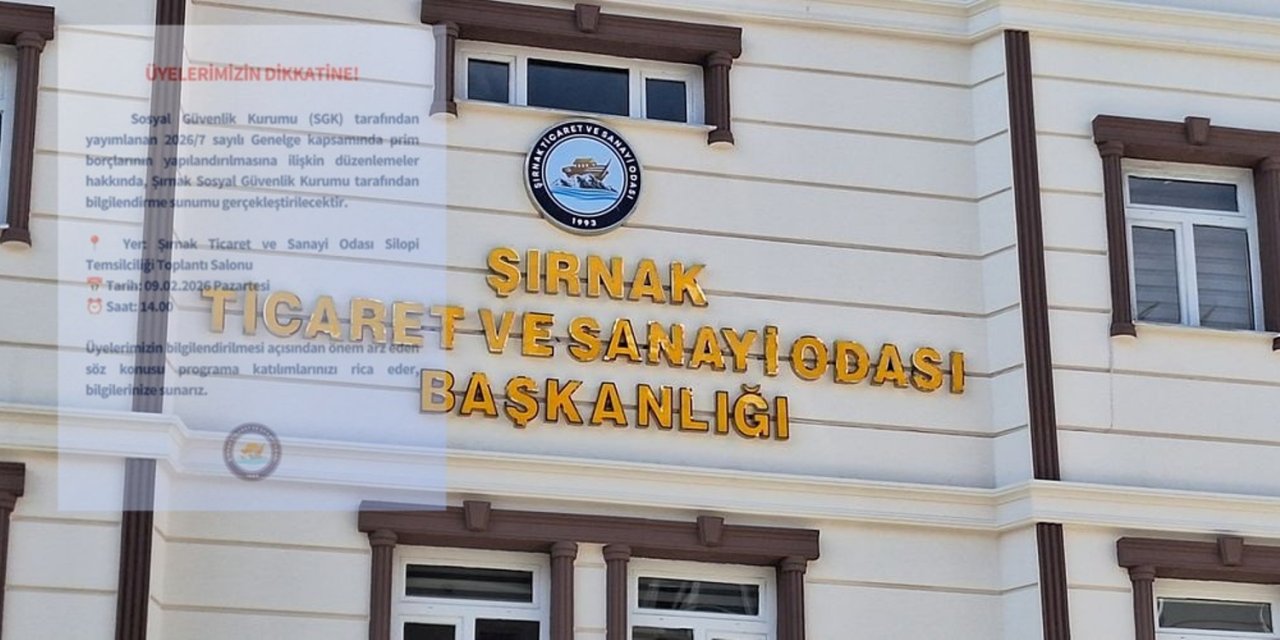 ÜYELERİMİZİN DİKKATİNE!
Sosyal Güvenlik Kurumu (SGK) tarafından
yayımlanan 2026/7 sayılı Genelge kapsamında prim
borçlarının yapılandırılmasına ilişkin düzenlemeler
hakkında, Şırnak Sosyal Güvenlik Kurumu tarafından
bilgilendirme sunumu gerçekleştirilecektir.
📍 Yer: Şırnak Ticaret ve Sanayi Odası Silopi
Temsilciliği Toplantı Salonu
📅 Tarih: 09.02.2026 Pazartesi
⏰ Saat: 14.00
Üyelerimizin bilgilendirilmesi açısından önem arz eden
söz konusu programa katılımlarınızı rica eder,
bilgilerinize sunarız.
ŞIRNAK TİCARET VE SANAYİ ODASI
1993
ŞIRNAK
TİCARET VE SANAYİ ODASI
BAŞKANLIĞI